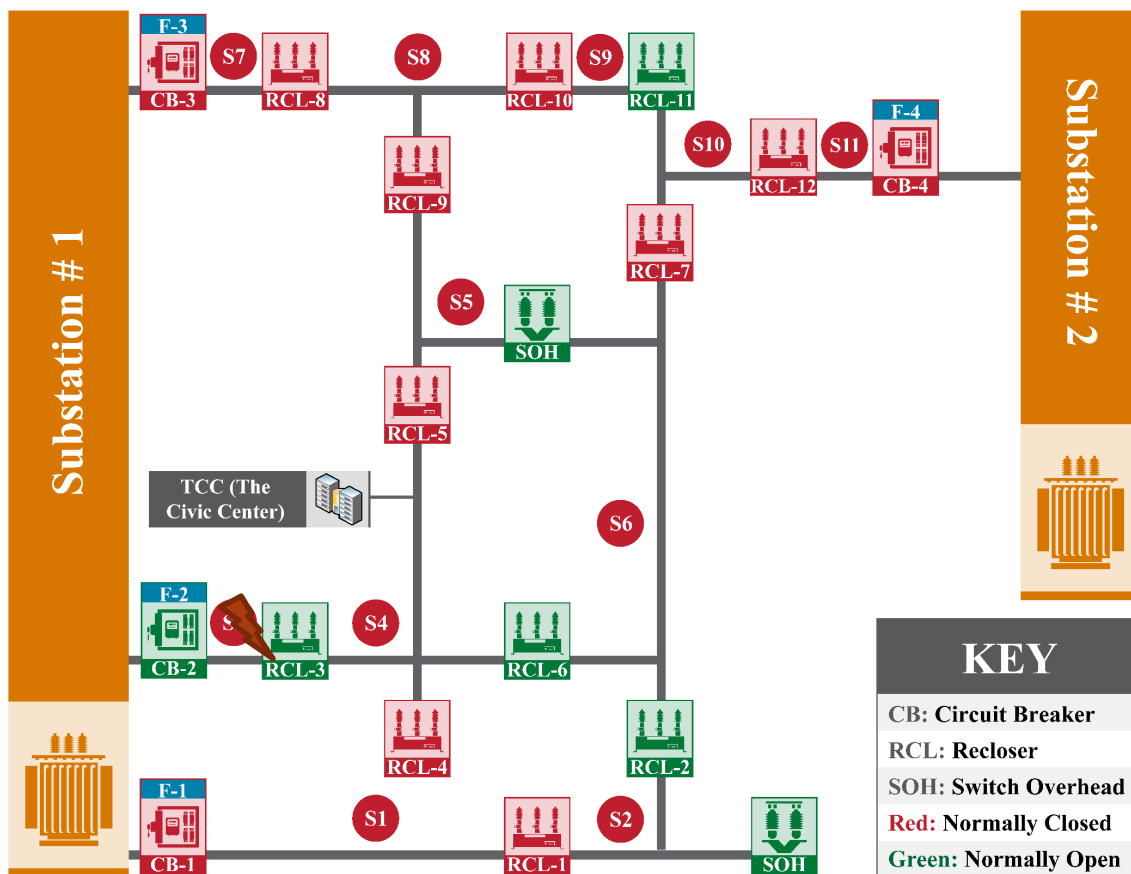 F-3
S7
CB-3
RCL-8
S8
RCL-10
S9
RCL-11
F-4
S10
RCL-12
S11
CB-4
RCL-9
RCL-7
Substation # 1
Substation # 2
S5
SOH
RCL-5
TCC (The
Civic Center)
S6
F-2
S
CB-2
RCL-3
S4
RCL-6
RCL-4
RCL-2
F-1
CB-1
S1
RCL-1
S2
SOH
KEY
CB: Circuit Breaker
RCL: Recloser
SOH: Switch Overhead
Red: Normally Closed
Green: Normally Open